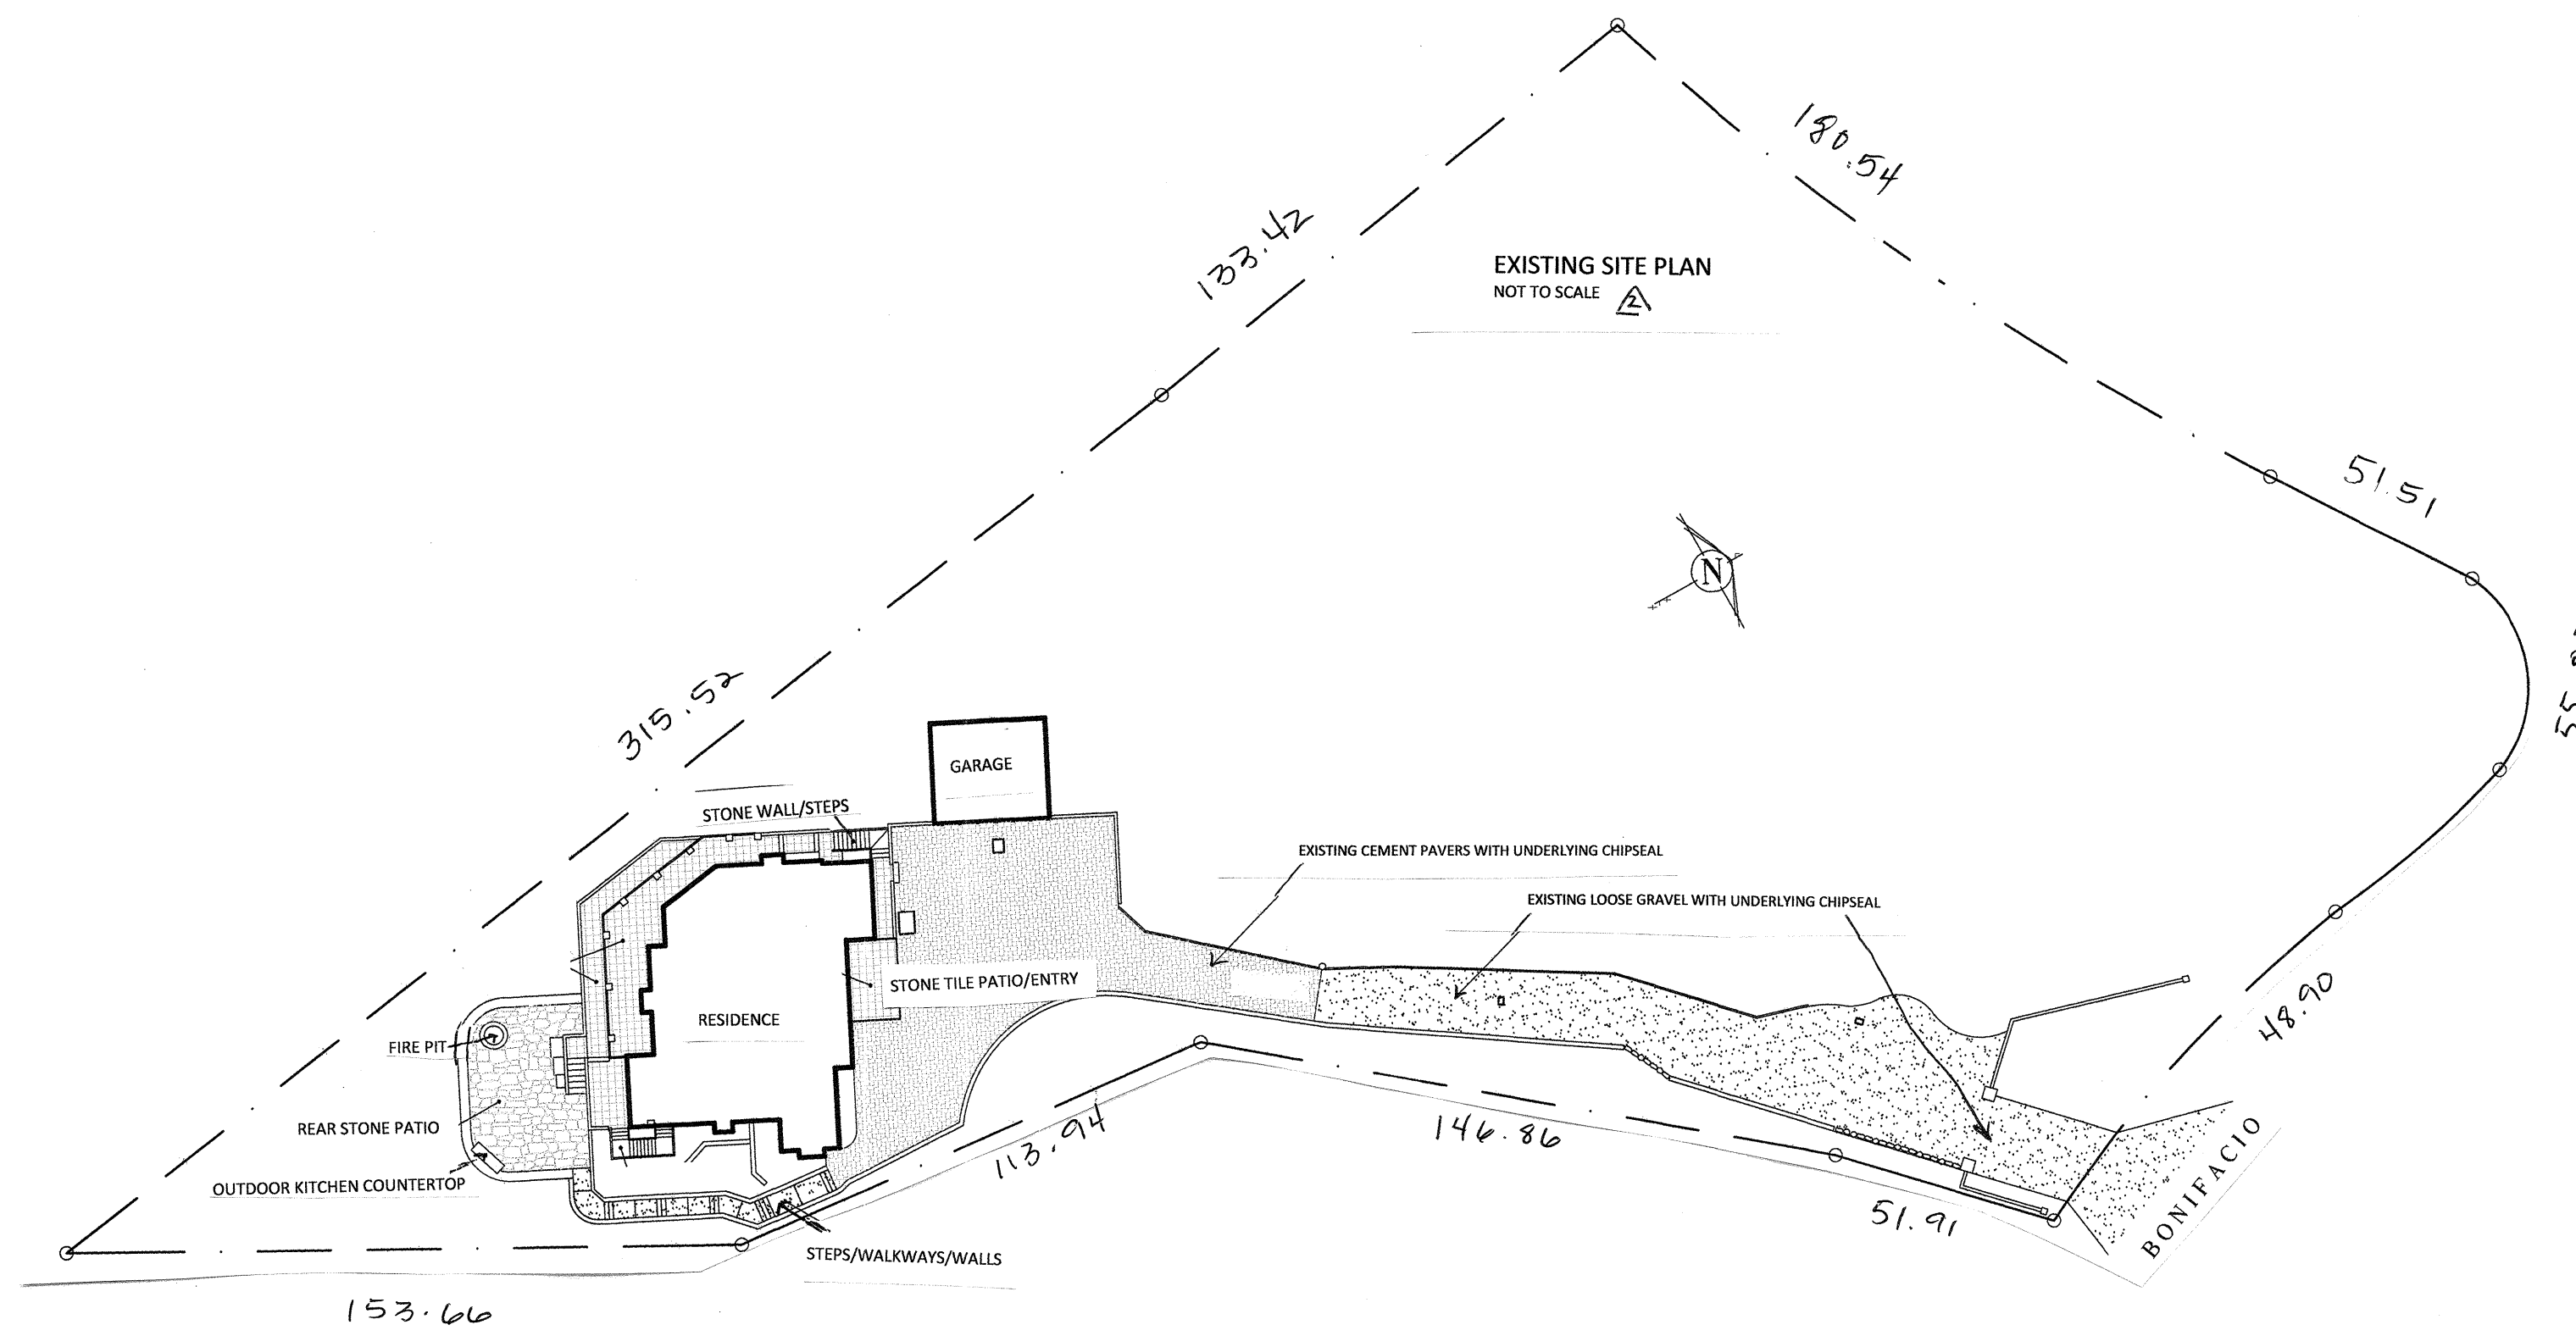 180.54
133.42
EXISTING SITE PLAN
NOT TO SCALE 2
51.51
N
315.52
GARAGE
STONE WALL/STEPS
EXISTING CEMENT PAVERS WITH UNDERLYING CHIPSEAL
EXISTING LOOSE GRAVEL WITH UNDERLYING CHIPSEAL
STONE TILE PATIO/ENTRY
RESIDENCE
FIRE PIT
48.90
REAR STONE PATIO
113.94
146.86
OUTDOOR KITCHEN COUNTERTOP
51.91
BONIFACIO
STEPS/WALKWAYS/WALLS
153.66